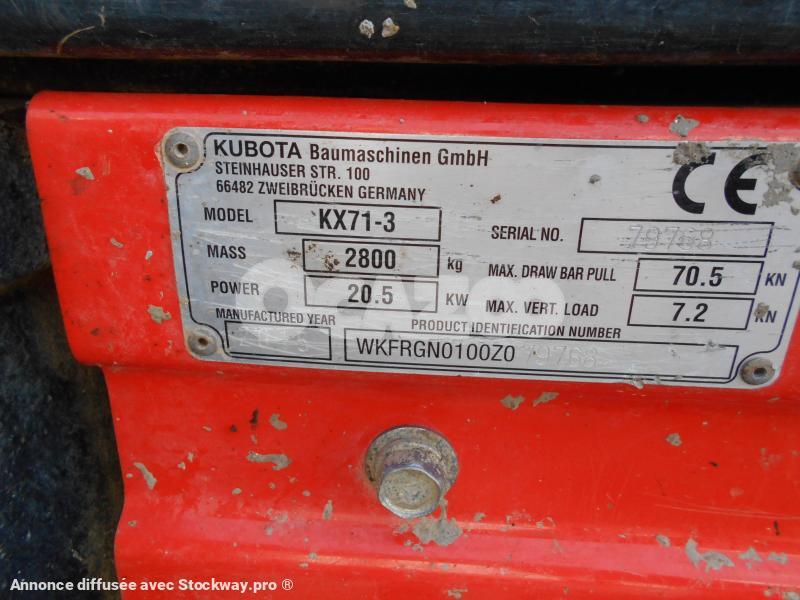 KUBOTA Baumaschinen GmbH
STEINHAUSER STR. 100
66482 ZWEIBRÜCKEN GERMANY
CE
MODEL KX71-3
SERIAL NO. 79768
MASS 2800 kg
MAX. DRAW BAR PULL 70.5 KN
POWER 20.5 KW
MAX. VERT. LOAD 7.2 KN
MANUFACTURED YEAR
PRODUCT IDENTIFICATION NUMBER
WKFRGN0100Z079768
Annonce diffusée avec Stockway.pro ®